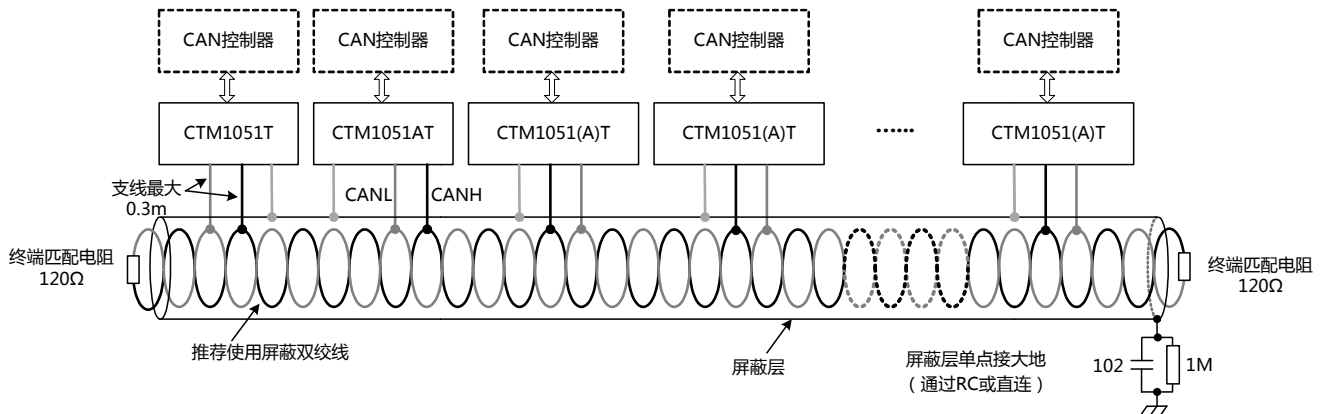 CAN控制器
CAN控制器
CAN控制器
CAN控制器
CAN控制器
CTM1051T
CTM1051AT
CTM1051(A)T
CTM1051(A)T
······
CTM1051(A)T
支线最大
0.3m
CANL
CANH
终端匹配电阻
120Ω
终端匹配电阻
120Ω
推荐使用屏蔽双绞线
屏蔽层
屏蔽层单点接大地
（通过RC或直连）
102
1M